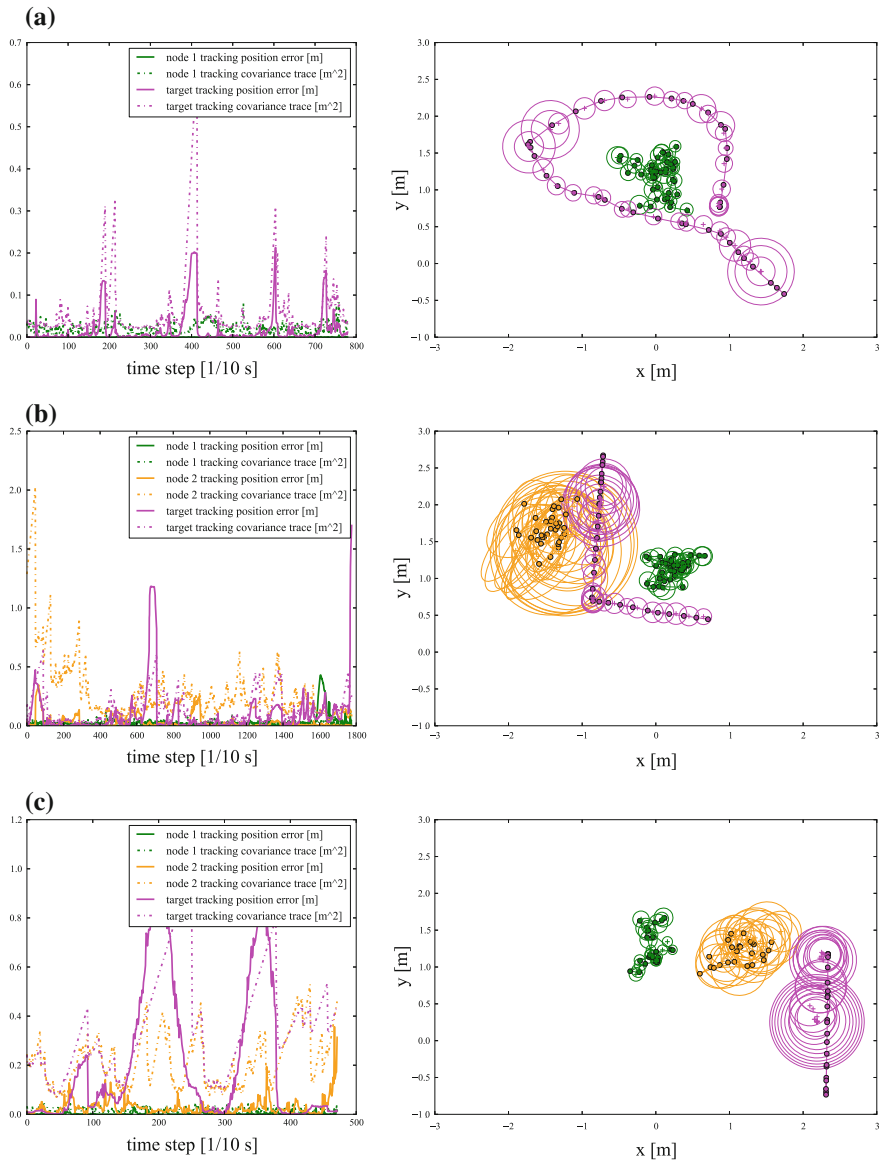 (a)
0.7
0.6
0.5
0.4
0.3
0.2
0.1
0.0
0 100 200 300 400 500 600 700 800
time step [1/10 s]
node 1 tracking position error [m]
node 1 tracking covariance trace [m^2]
target tracking position error [m]
target tracking covariance trace [m^2]
3.0
2.5
2.0
1.5
1.0
0.5
0.0
−0.5
−1.0
y [m]
−3 −2 −1 0 1 2 3
x [m]
(b)
2.5
2.0
1.5
1.0
0.5
0.0
0 200 400 600 800 1000 1200 1400 1600 1800
time step [1/10 s]
node 1 tracking position error [m]
node 1 tracking covariance trace [m^2]
node 2 tracking position error [m]
node 2 tracking covariance trace [m^2]
target tracking position error [m]
target tracking covariance trace [m^2]
3.0
2.5
2.0
1.5
1.0
0.5
0.0
−0.5
−1.0
y [m]
−3 −2 −1 0 1 2 3
x [m]
(c)
1.2
1.0
0.8
0.6
0.4
0.2
0.0
0 100 200 300 400 500
time step [1/10 s]
node 1 tracking position error [m]
node 1 tracking covariance trace [m^2]
node 2 tracking position error [m]
node 2 tracking covariance trace [m^2]
target tracking position error [m]
target tracking covariance trace [m^2]
3.0
2.5
2.0
1.5
1.0
0.5
0.0
−0.5
−1.0
y [m]
−3 −2 −1 0 1 2 3
x [m]